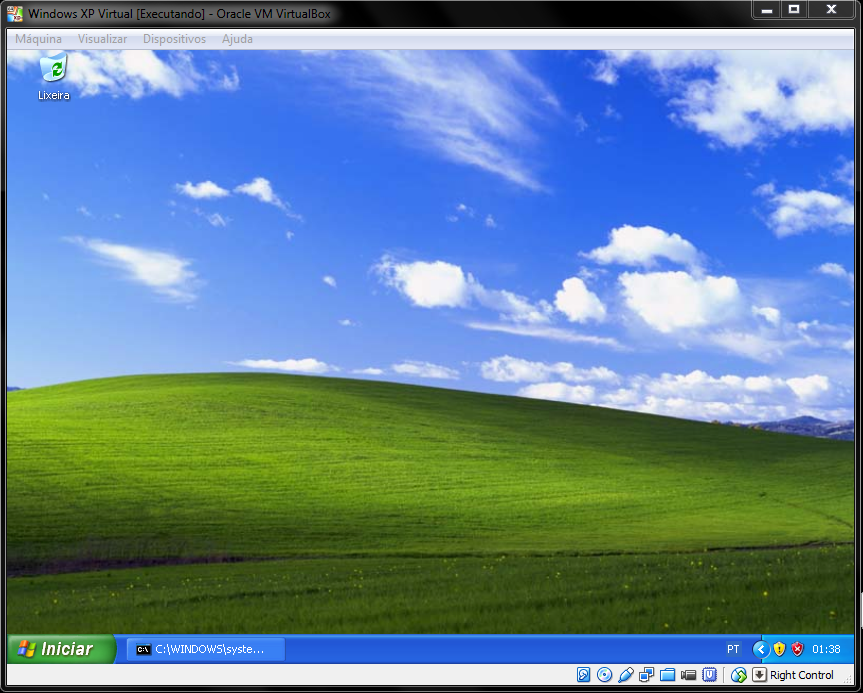 Windows XP Virtual [Executando] - Oracle VM VirtualBox
Máquina Visualizar Dispositivos Ajuda
Lixeira
Iniciar C:\WINDOWS\syste... PT 01:38
Right Control